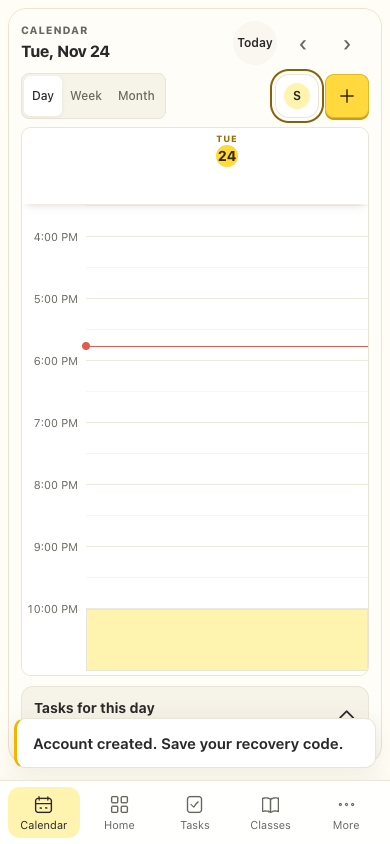 CALENDAR
Tue, Nov 24
Today
Day Week Month
S
TUE
24
4:00 PM
5:00 PM
6:00 PM
7:00 PM
8:00 PM
9:00 PM
10:00 PM
Tasks for this day
Account created. Save your recovery code.
Calendar Home Tasks Classes More